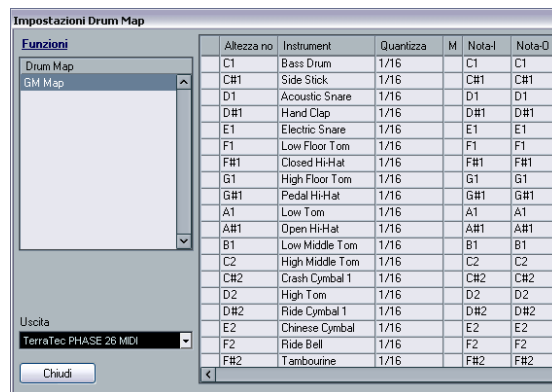 Impostazioni Drum Map
Funzioni
Drum Map
GM Map
Uscita
TerraTec PHASE 26 MIDI
Chiudi
Altezza no Instrument Quantizza M Nota-I Nota-O
C1 Bass Drum 1/16 C1 C1
C#1 Side Stick 1/16 C#1 C#1
D1 Acoustic Snare 1/16 D1 D1
D#1 Hand Clap 1/16 D#1 D#1
E1 Electric Snare 1/16 E1 E1
F1 Low Floor Tom 1/16 F1 F1
F#1 Closed Hi-Hat 1/16 F#1 F#1
G1 High Floor Tom 1/16 G1 G1
G#1 Pedal Hi-Hat 1/16 G#1 G#1
A1 Low Tom 1/16 A1 A1
A#1 Open Hi-Hat 1/16 A#1 A#1
B1 Low Middle Tom 1/16 B1 B1
C2 High Middle Tom 1/16 C2 C2
C#2 Crash Cymbal 1 1/16 C#2 C#2
D2 High Tom 1/16 D2 D2
D#2 Ride Cymbal 1 1/16 D#2 D#2
E2 Chinese Cymbal 1/16 E2 E2
F2 Ride Bell 1/16 F2 F2
F#2 Tambourine 1/16 F#2 F#2